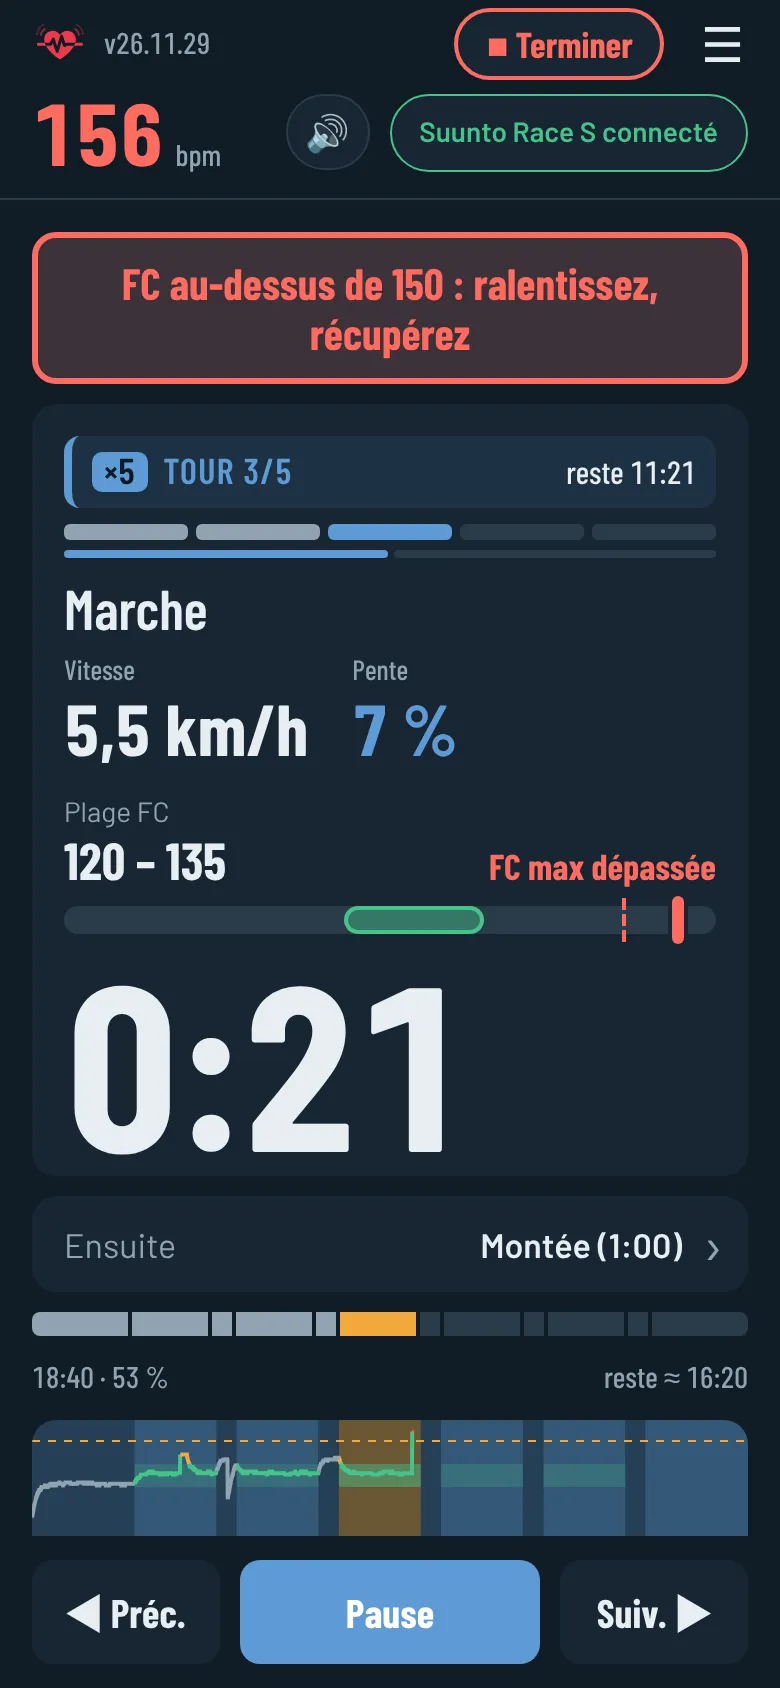 v26.11.29
■ Terminer
156 bpm
Suunto Race S connecté
FC au-dessus de 150 : ralentissez,
récupérez
×5 TOUR 3/5
reste 11:21
Marche
Vitesse
Pente
5,5 km/h
7 %
Plage FC
120 – 135
FC max dépassée
0:21
Ensuite
Montée (1:00) ›
18:40 · 53 %
reste ≈ 16:20
◀ Préc.
Pause
Suiv. ▶